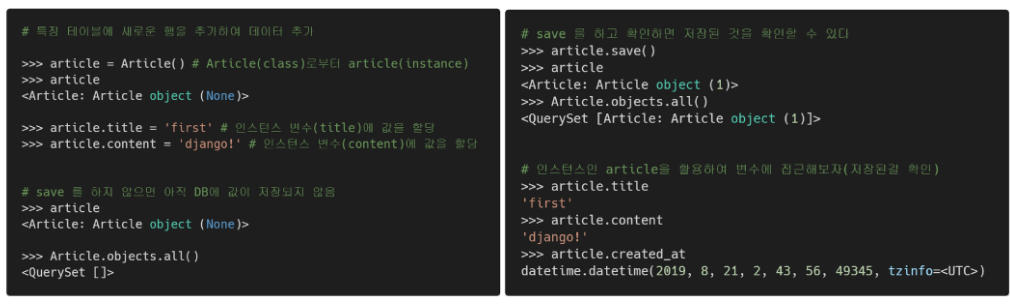 # 특징 테이블에 새로운 행을 추가하여 데이터 추가
>>> article = Article() # Article(class)로부터 article(instance)
>>> article
<Article: Article object (None)>
>>> article.title = 'first' # 인스턴스 변수(title)에 값을 할당
>>> article.content = 'django!' # 인스턴스 변수(content)에 값을 할당
# save 를 하지 않으면 아직 DB에 값이 저장되지 않음
>>> article
<Article: Article object (None)>
>>> Article.objects.all()
<QuerySet []>
# save 를 하고 확인하면 저장된 것을 확인할 수 있다
>>> article.save()
>>> article
<Article: Article object (1)>
>>> Article.objects.all()
<QuerySet [Article: Article object (1)]>
# 인스턴스인 article을 활용하여 변수에 접근해보자(저장된걸 확인)
>>> article.title
'first'
>>> article.content
'django!'
>>> article.created_at
datetime.datetime(2019, 8, 21, 2, 43, 56, 49345, tzinfo=<UTC>)